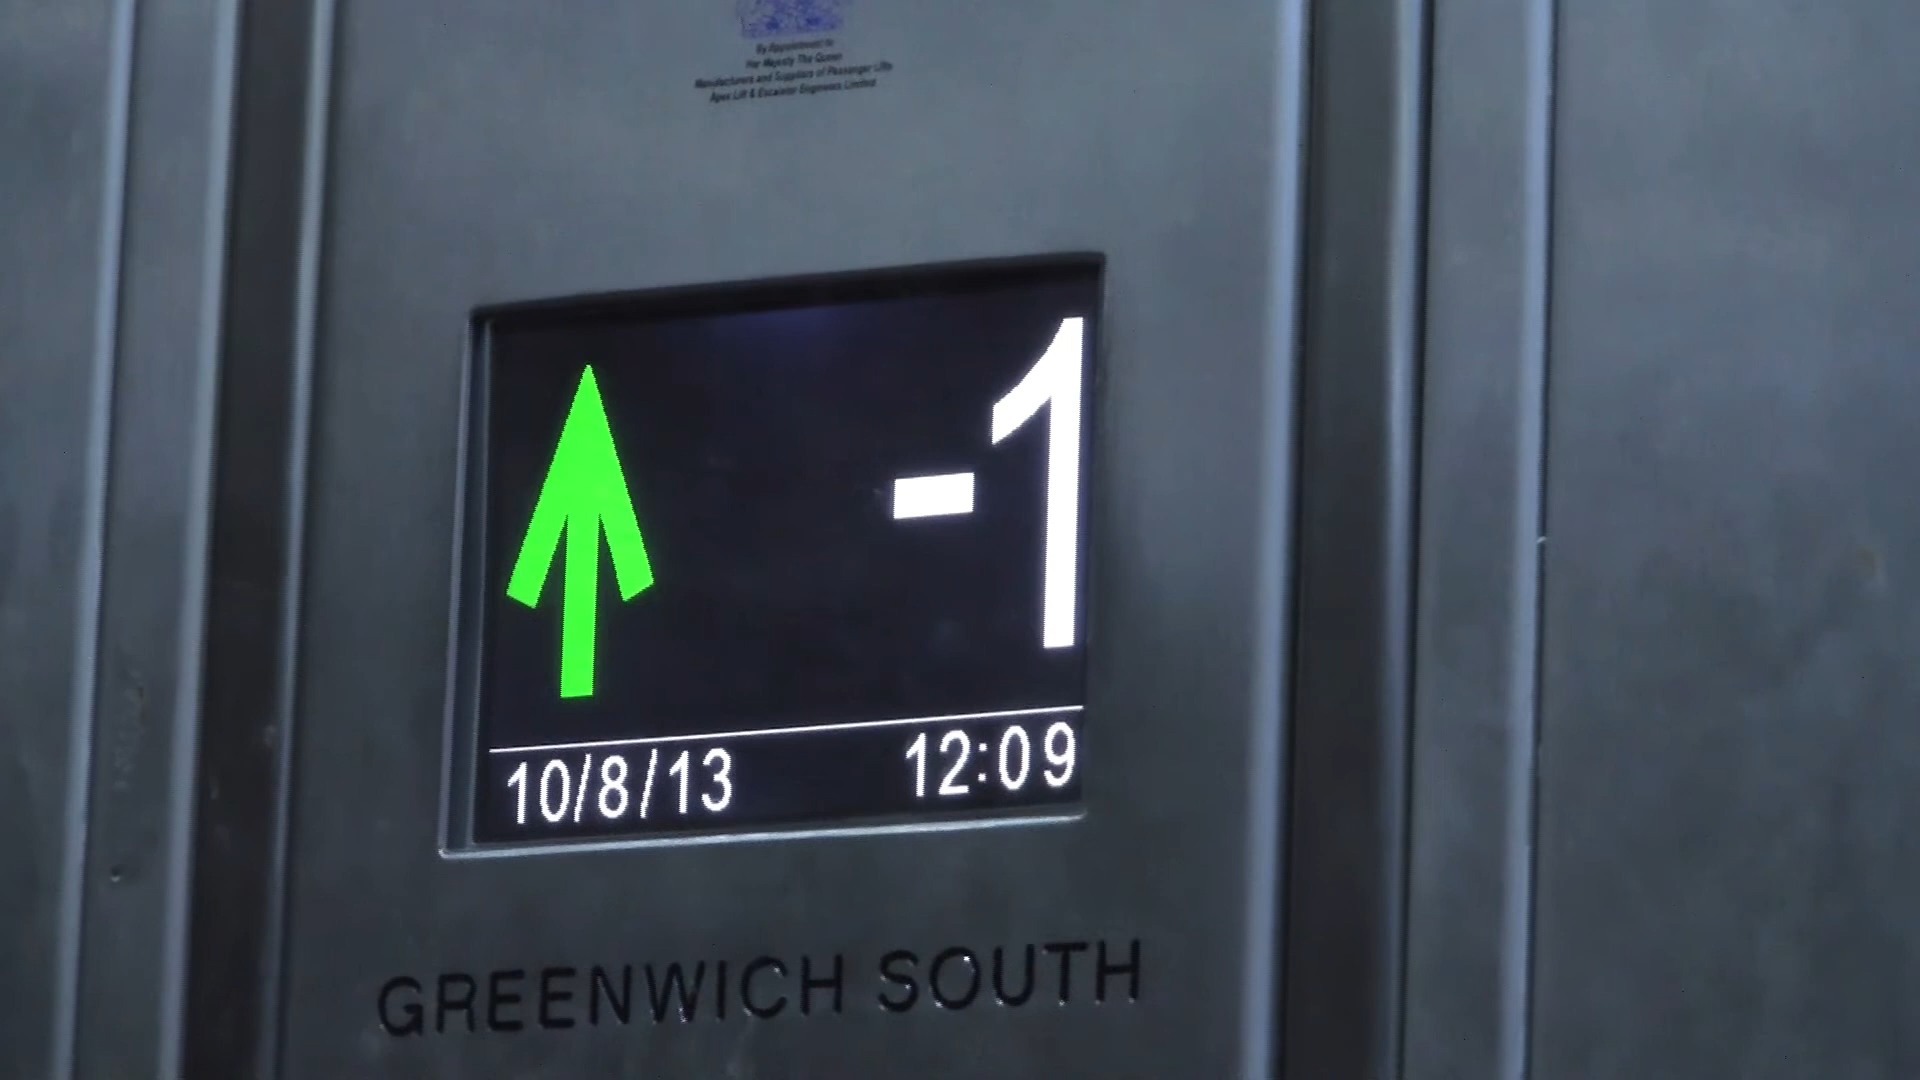 By Appointment to
Her Majesty The Queen
Manufacturers and Suppliers of Passenger Lifts
Apex Lift & Escalator Engineers Limited
-1
10/8/13 12:09
GREENWICH SOUTH